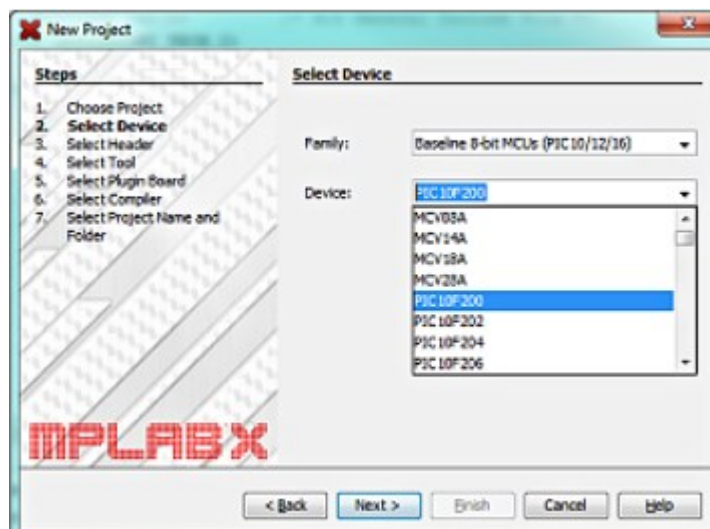 New Project
Steps
1. Choose Project
2. Select Device
3. Select Header
4. Select Tool
5. Select Plugin Board
6. Select Compiler
7. Select Project Name and
Folder
Select Device
Family:
Baseline 8-bit MCUs (PIC10/12/16)
Device:
PIC10F200
MCV08A
MCV14A
MCV18A
MCV28A
PIC10F200
PIC10F202
PIC10F204
PIC10F206
MPLAB X
< Back
Next >
Finish
Cancel
Help